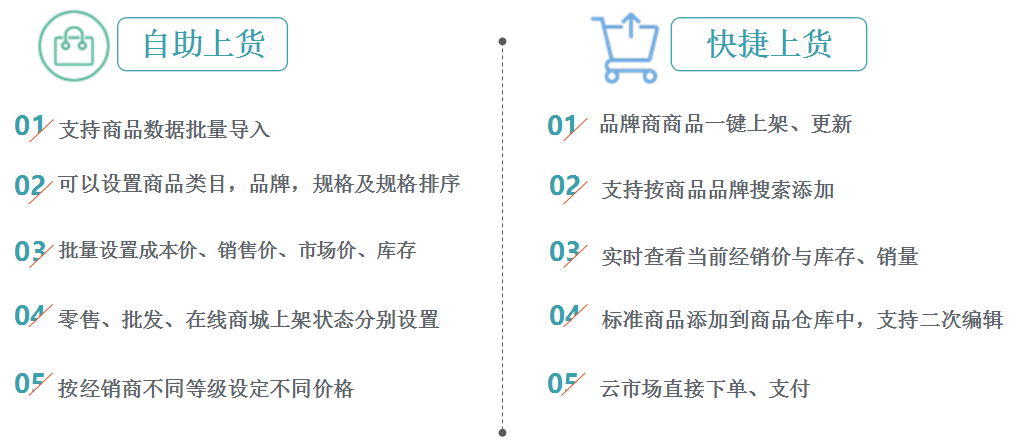 自助上货
01 支持商品数据批量导入
02 可以设置商品类目，品牌，规格及规格排序
03 批量设置成本价、销售价、市场价、库存
04 零售、批发、在线商城上架状态分别设置
05 按经销商不同等级设定不同价格
快捷上货
01 品牌商商品一键上架、更新
02 支持按商品品牌搜索添加
03 实时查看当前经销价与库存、销量
04 标准商品添加到商品仓库中，支持二次编辑
05 云市场直接下单、支付